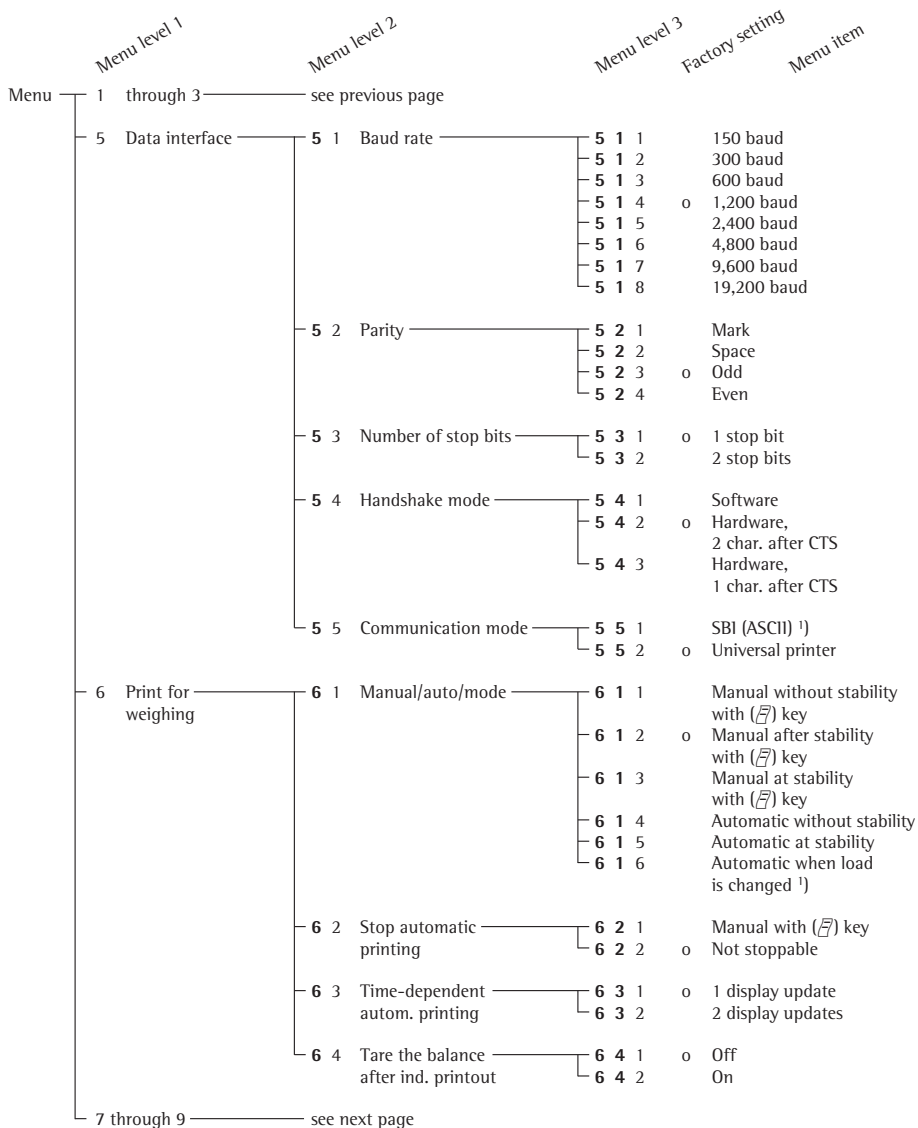 Menu level 1 Menu level 2 Menu level 3 Factory setting Menu item
Menu 1 through 3 see previous page
5 Data interface 5 1 Baud rate 5 1 1 150 baud
5 1 2 300 baud
5 1 3 600 baud
5 1 4 o 1,200 baud
5 1 5 2,400 baud
5 1 6 4,800 baud
5 1 7 9,600 baud
5 1 8 19,200 baud
5 2 Parity 5 2 1 Mark
5 2 2 Space
5 2 3 o Odd
5 2 4 Even
5 3 Number of stop bits 5 3 1 o 1 stop bit
5 3 2 2 stop bits
5 4 Handshake mode 5 4 1 Software
5 4 2 o Hardware,
2 char. after CTS
5 4 3 Hardware,
1 char. after CTS
5 5 Communication mode 5 5 1 SBI (ASCII) ¹)
5 5 2 o Universal printer
6 Print for 6 1 Manual/auto/mode 6 1 1 Manual without stability
weighing with () key
6 1 2 o Manual after stability
with () key
6 1 3 Manual at stability
with () key
6 1 4 Automatic without stability
6 1 5 Automatic at stability
6 1 6 Automatic when load
is changed ¹)
6 2 Stop automatic 6 2 1 Manual with () key
printing 6 2 2 o Not stoppable
6 3 Time-dependent 6 3 1 o 1 display update
autom. printing 6 3 2 2 display updates
6 4 Tare the balance 6 4 1 o Off
after ind. printout 6 4 2 On
7 through 9 see next page